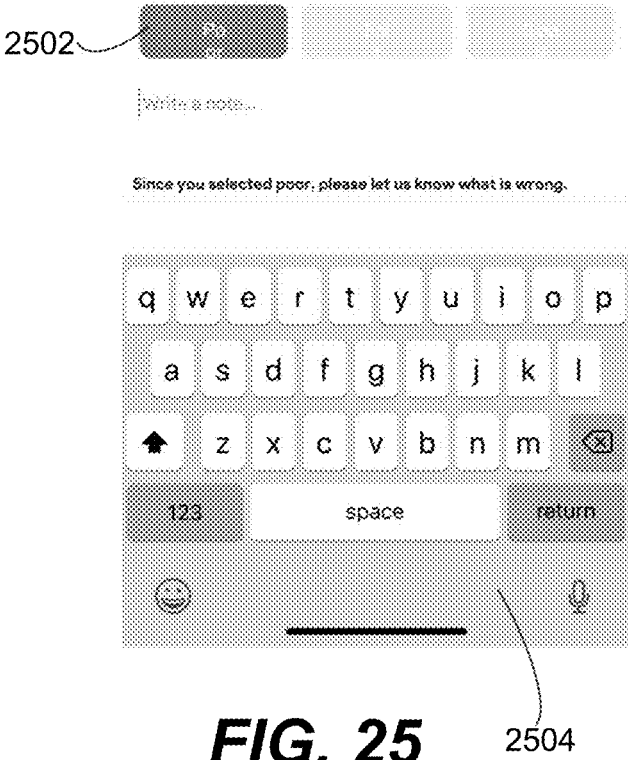 2502
Write a note...
Since you selected poor, please let us know what is wrong.
q w e r t y u i o p
a s d f g h j k l
z x c v b n m
123 space return
2504
FIG. 25